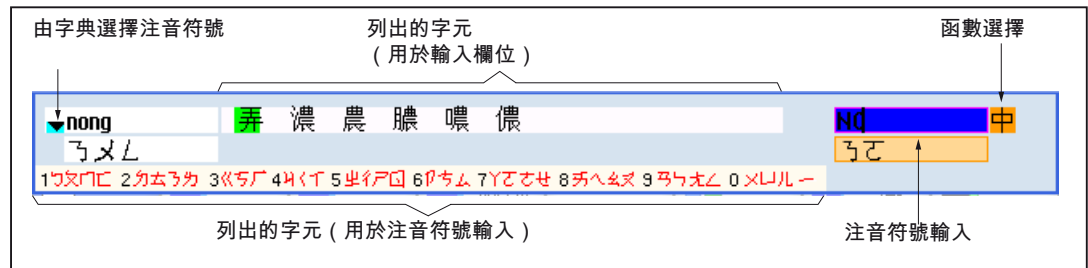 由字典選擇注音符號
列出的字元
(用於輸入欄位)
函數選擇
nong 弄 濃 農 膿 噥 儂
NO 中
ㄋㄨㄥ
ㄋㄛ
1ㄅㄆㄇㄈ 2ㄉㄊㄋㄌ 3ㄍㄎㄏ 4ㄐㄑㄒ 5ㄓㄔㄕㄖ 6ㄗㄘㄙ 7ㄚㄛㄜㄝ 8ㄞㄟㄠㄡ 9ㄢㄣㄤㄥ 0ㄨㄩㄦㄧ
列出的字元(用於注音符號輸入)
注音符號輸入